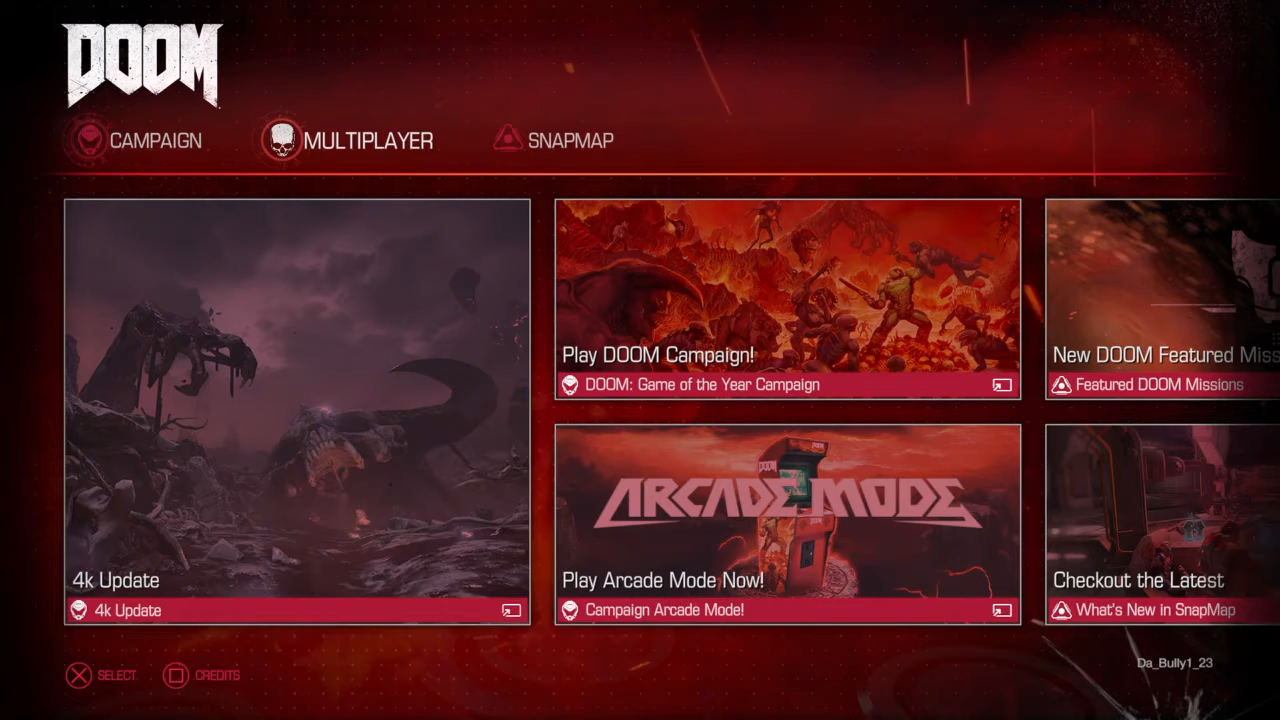 DOOM
CAMPAIGN
MULTIPLAYER
SNAPMAP
4k Update
4k Update
Play DOOM Campaign!
DOOM: Game of the Year Campaign
DOOM
ARCADE MODE
Play Arcade Mode Now!
Campaign Arcade Mode!
New DOOM Featured Miss
Featured DOOM Missions
Checkout the Latest
What's New in SnapMap
SELECT
CREDITS
Da_Bully1_23